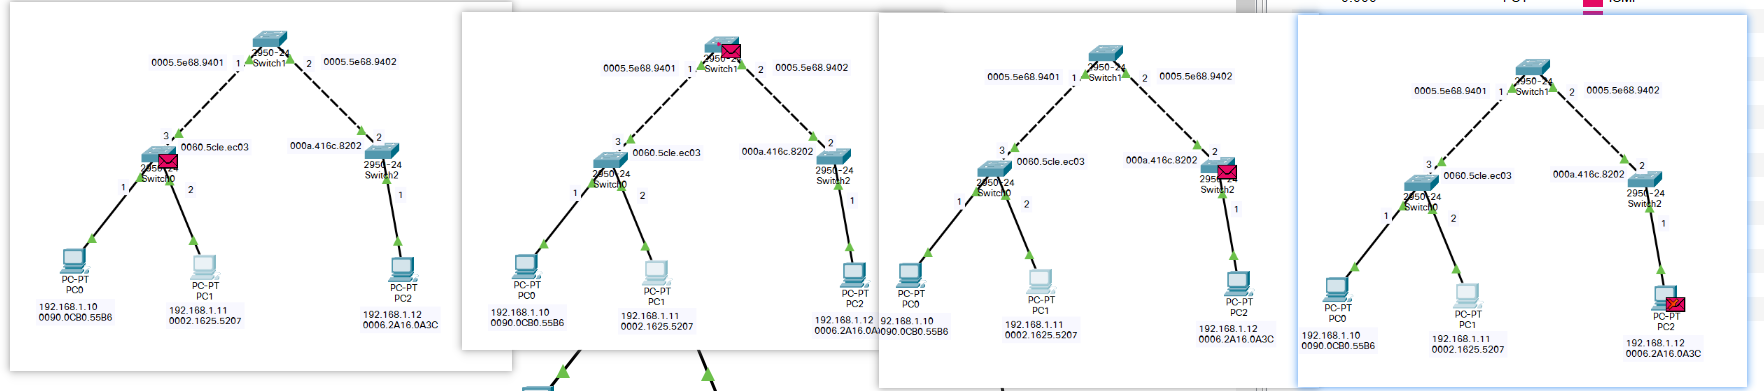 2950-24
Switch1
0005.5e68.9401
1
2
0005.5e68.9402
3
0060.5cle.ec03
2
000a.416c.8202
Switch0
2950-24
Switch2
1
2
1
PC-PT
PC0
PC-PT
PC1
PC-PT
PC2
192.168.1.10
0090.0CB0.55B6
192.168.1.11
0002.1625.5207
192.168.1.12
0006.2A16.0A3C
Switch1
0005.5e68.9401
1
2
0005.5e68.9402
3
0060.5cle.ec03
2
000a.416c.8202
2950-24
Switch0
2950-24
Switch2
1
2
1
PC-PT
PC0
PC-PT
PC1
PC-PT
PC2
192.168.1.10
0090.0CB0.55B6
192.168.1.11
0002.1625.5207
192.168.1.12
0006.2A16.0A
2950-24
Switch1
0005.5e68.9401
1
2
0005.5e68.9402
3
0060.5cle.ec03
2
000a.416c.8202
2950-24
Switch0
Switch2
1
2
1
PC-PT
PC0
PC-PT
PC1
PC-PT
PC2
192.168.1.10
0090.0CB0.55B6
192.168.1.11
0002.1625.5207
192.168.1.12
0006.2A16.0A3C
2950-24
Switch1
0005.5e68.9401
1
2
0005.5e68.9402
3
0060.5cle.ec03
2
000a.416c.8202
2950-24
Switch0
2950-24
Switch2
1
2
1
PC-PT
PC0
PC-PT
PC1
PC-PT
PC2
192.168.1.10
0090.0CB0.55B6
192.168.1.11
0002.1625.5207
192.168.1.12
0006.2A16.0A3C